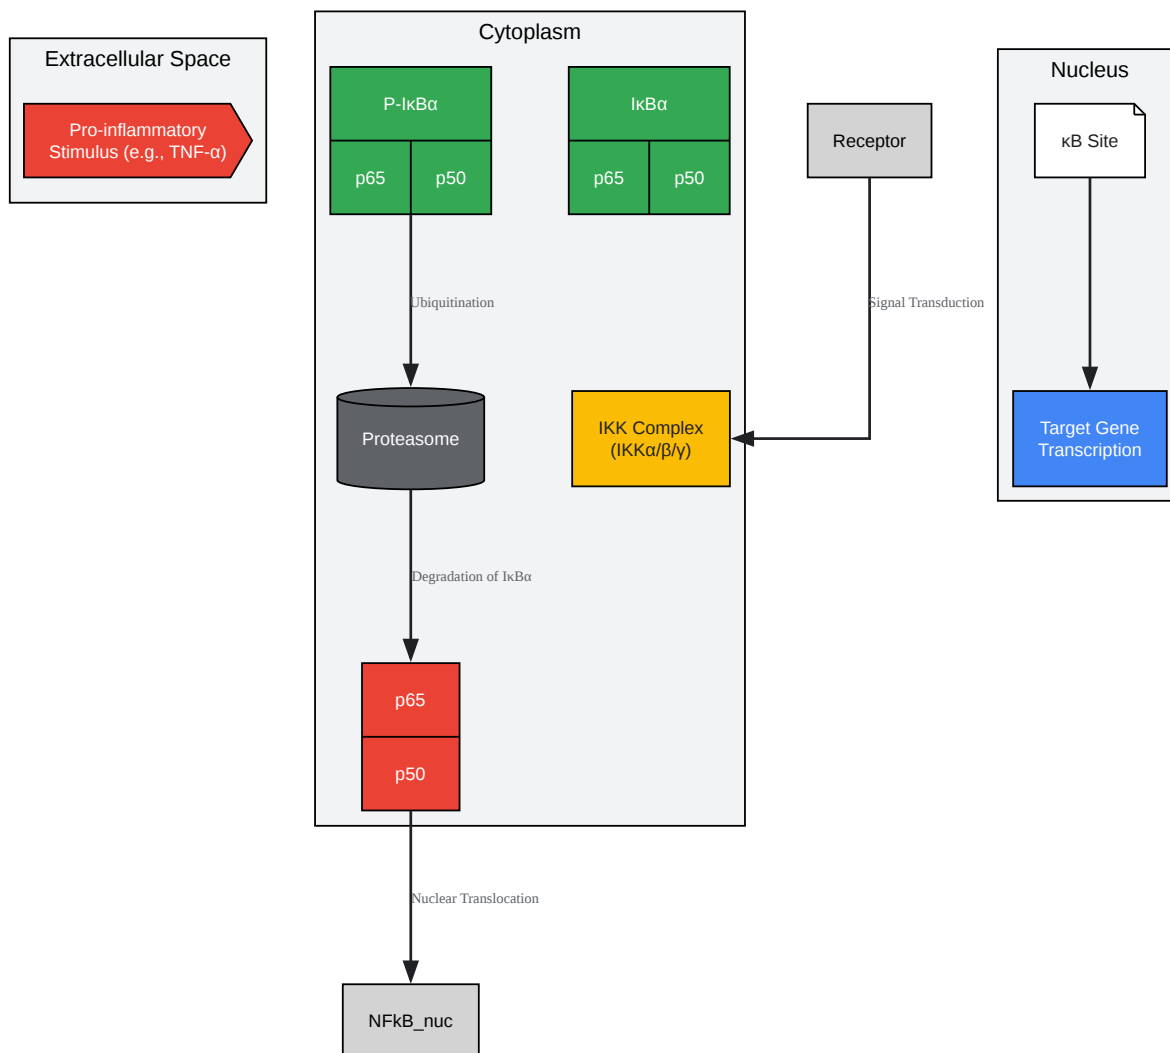 Extracellular Space
Pro-inflammatory
Stimulus (e.g., TNF-α)
Cytoplasm
P-IκBα
p65
p50
IκBα
p65
p50
Ubiquitination
Proteasome
IKK Complex
(IKKα/β/γ)
Degradation of IκBα
p65
p50
Nuclear Translocation
NFkB_nuc
Receptor
Signal Transduction
Nucleus
κB Site
Target Gene
Transcription